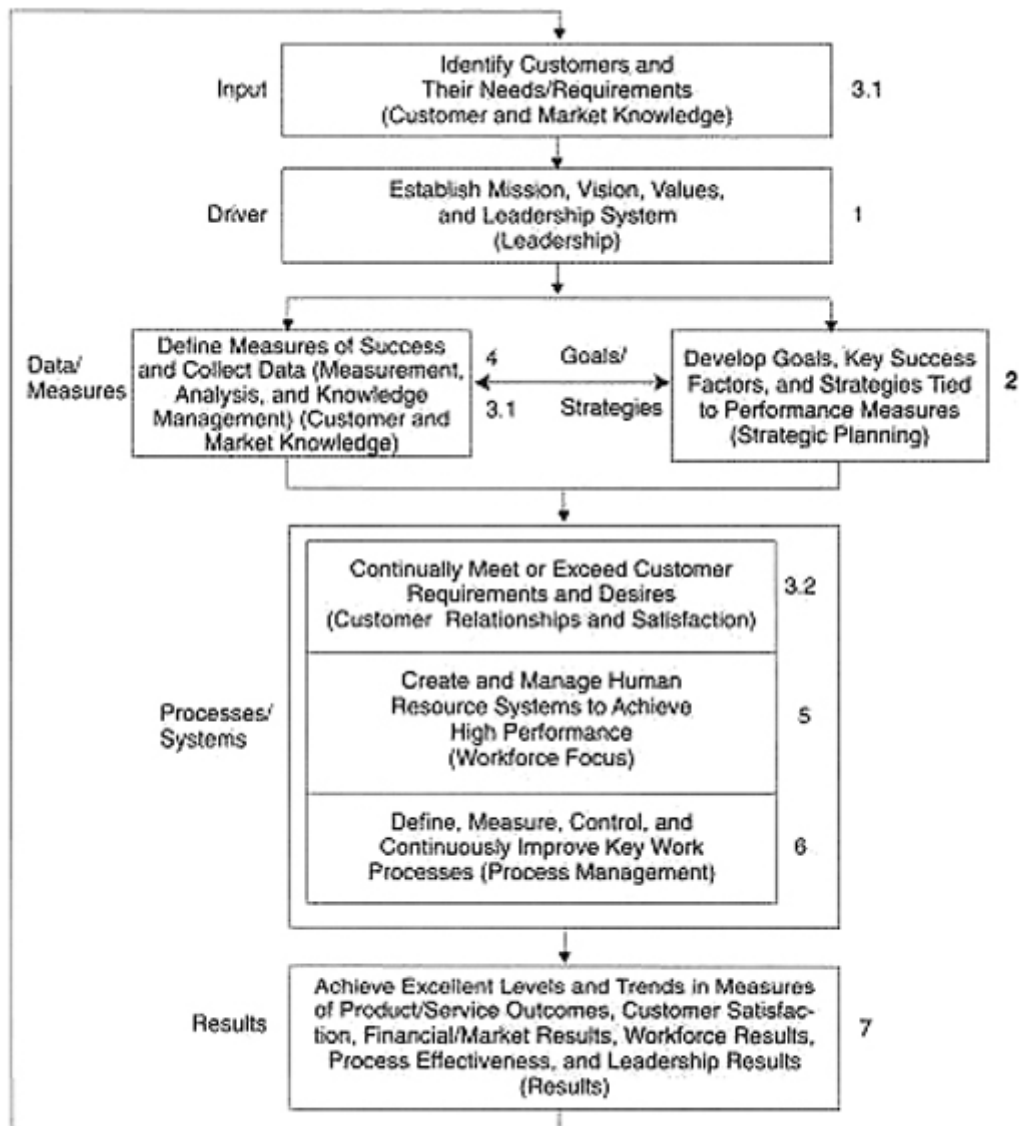 Input
Identify Customers and
Their Needs/Requirements
(Customer and Market Knowledge)
3.1
Driver
Establish Mission, Vision, Values,
and Leadership System
(Leadership)
1
Data/
Measures
Define Measures of Success
and Collect Data (Measurement,
Analysis, and Knowledge
Management) (Customer and
Market Knowledge)
4
3.1
Goals/
Strategies
Develop Goals, Key Success
Factors, and Strategies Tied
to Performance Measures
(Strategic Planning)
2
Processes/
Systems
Continually Meet or Exceed Customer
Requirements and Desires
(Customer Relationships and Satisfaction)
3.2
Create and Manage Human
Resource Systems to Achieve
High Performance
(Workforce Focus)
5
Define, Measure, Control, and
Continuously Improve Key Work
Processes (Process Management)
6
Results
Achieve Excellent Levels and Trends in Measures
of Product/Service Outcomes, Customer Satisfac-
tion, Financial/Market Results, Workforce Results,
Process Effectiveness, and Leadership Results
(Results)
7